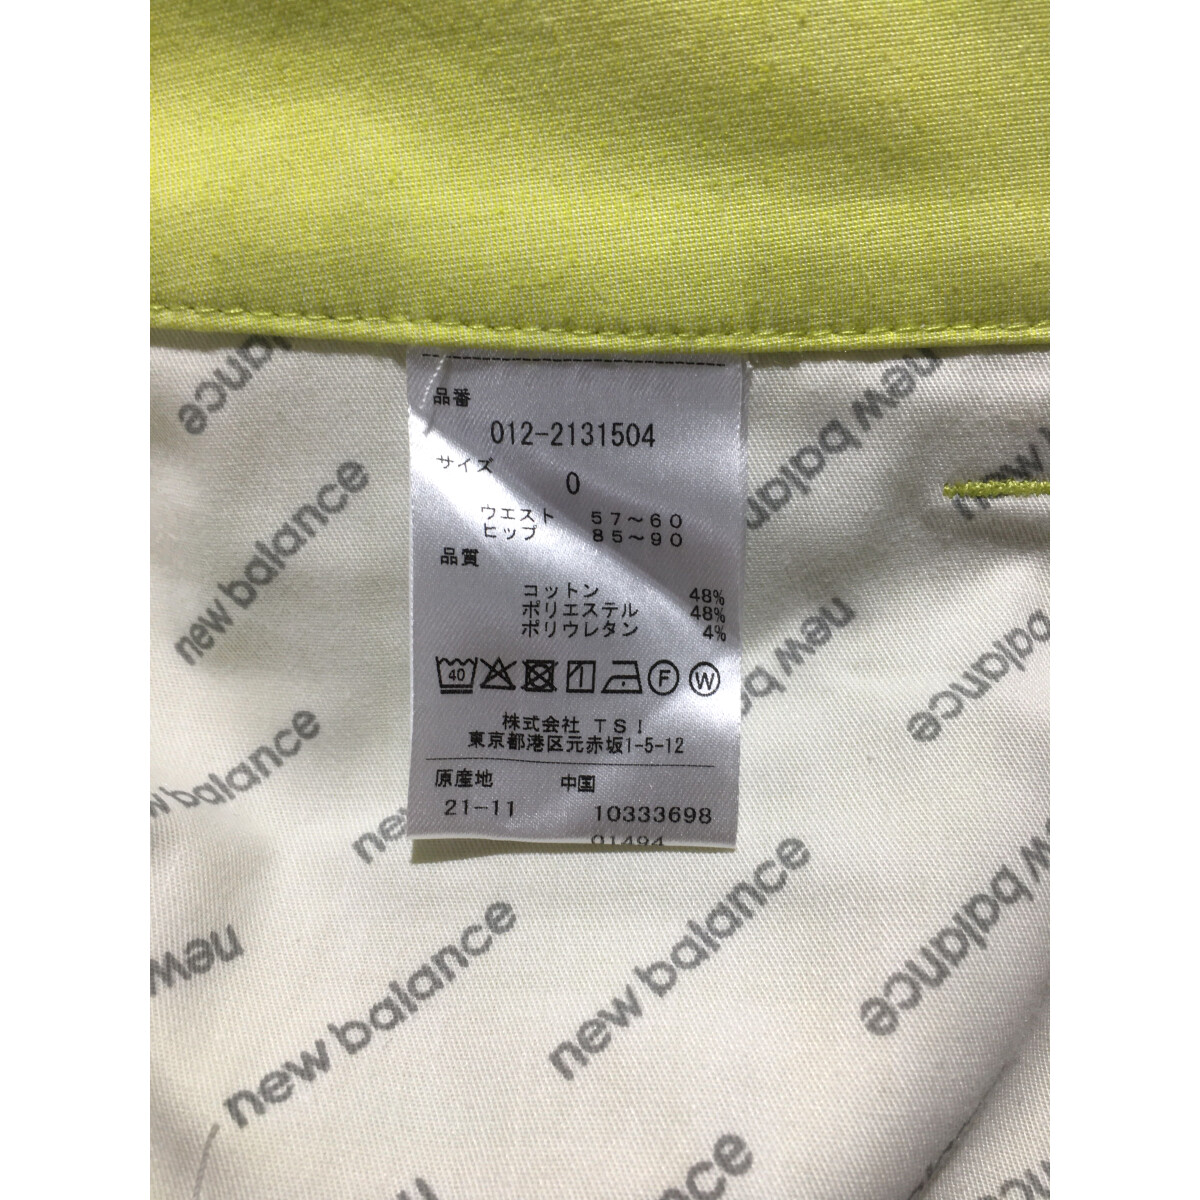 品番
012-2131504
サイズ
0
ウエスト 57～60
ヒップ 85～90
品質
コットン 48%
ポリエステル 48%
ポリウレタン 4%
40 F W
株式会社 TSI
東京都港区元赤坂1-5-12
原産地 中国
21-11 10333698
01494
new balance
new balance
new balance
new balance
new balance
new balance
new balance
new balance
new